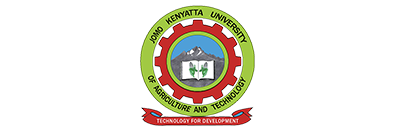 JOMO KENYATTA UNIVERSITY
OF AGRICULTURE AND TECHNOLOGY
TECHNOLOGY FOR DEVELOPMENT